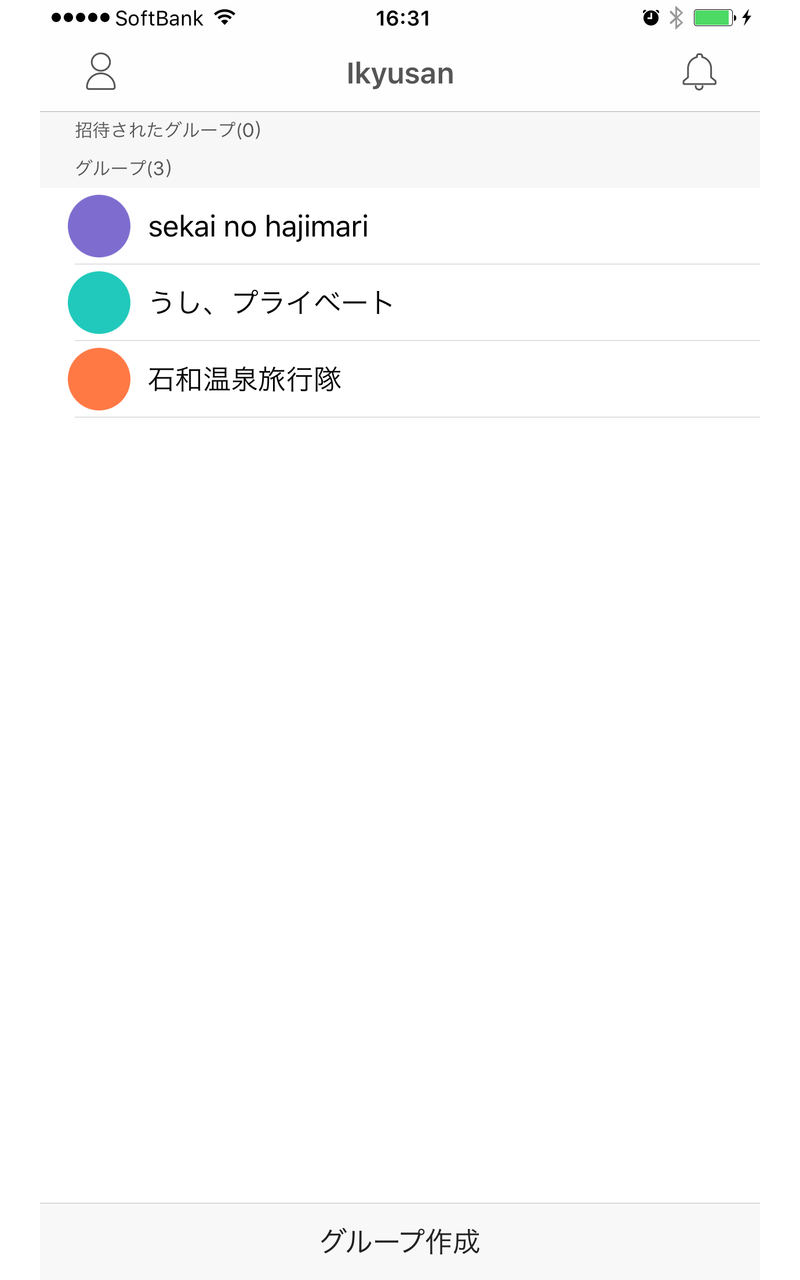 SoftBank 16:31
Ikyusan
招待されたグループ(0)
グループ(3)
sekai no hajimari
うし、プライベート
石和温泉旅行隊
グループ作成